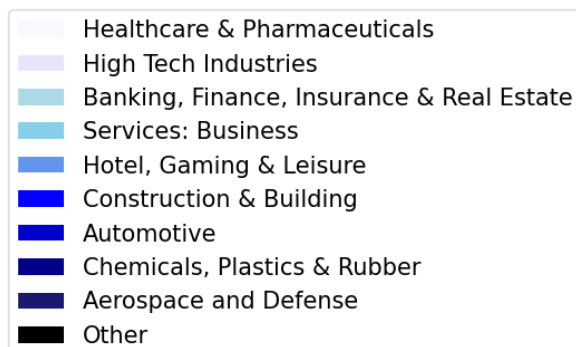 Healthcare & Pharmaceuticals
High Tech Industries
Banking, Finance, Insurance & Real Estate
Services: Business
Hotel, Gaming & Leisure
Construction & Building
Automotive
Chemicals, Plastics & Rubber
Aerospace and Defense
Other